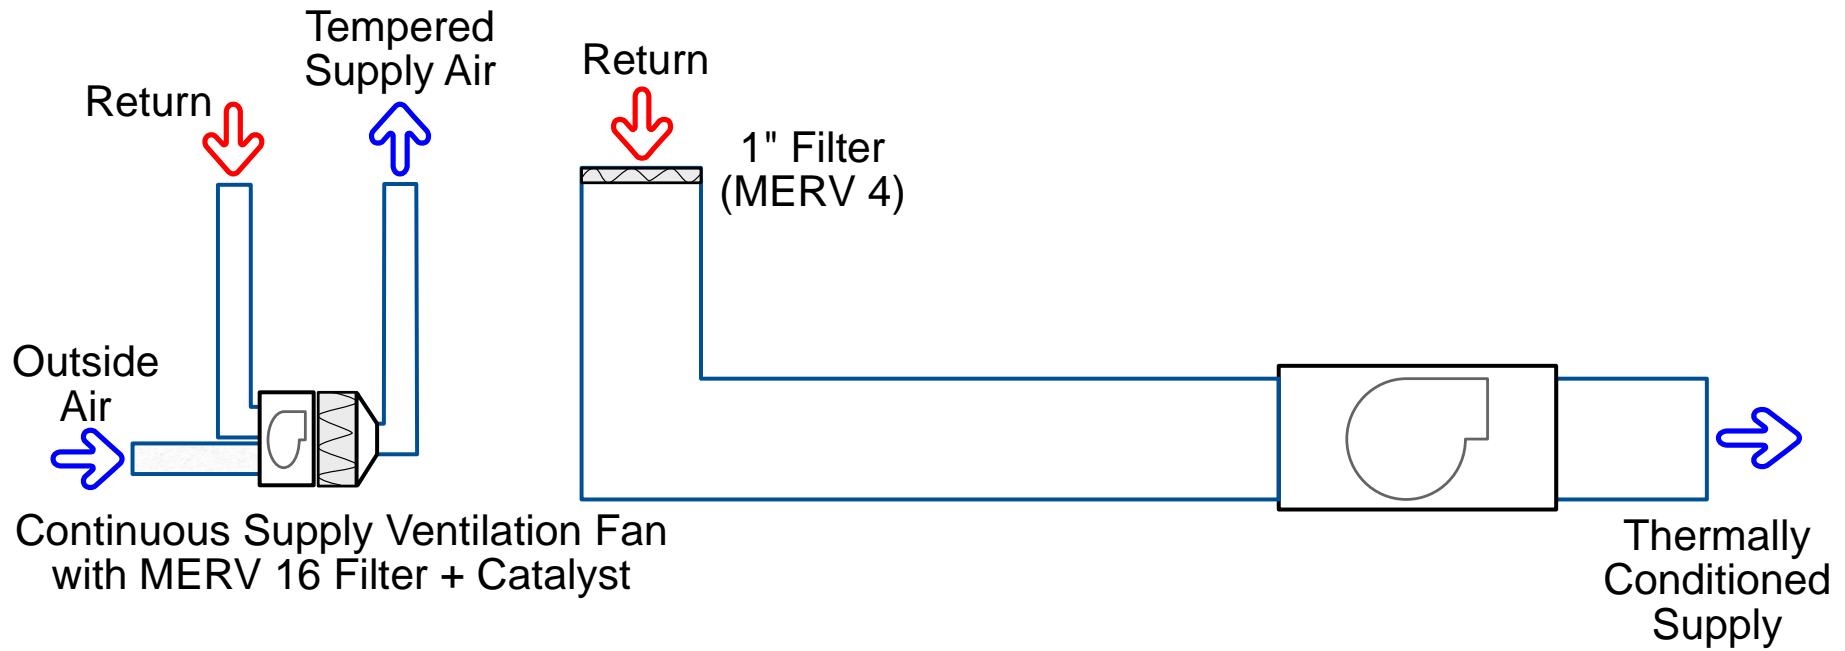 Tempered
Supply Air
Return
Return
1" Filter
(MERV 4)
Outside
Air
Continuous Supply Ventilation Fan
with MERV 16 Filter + Catalyst
Thermally
Conditioned
Supply